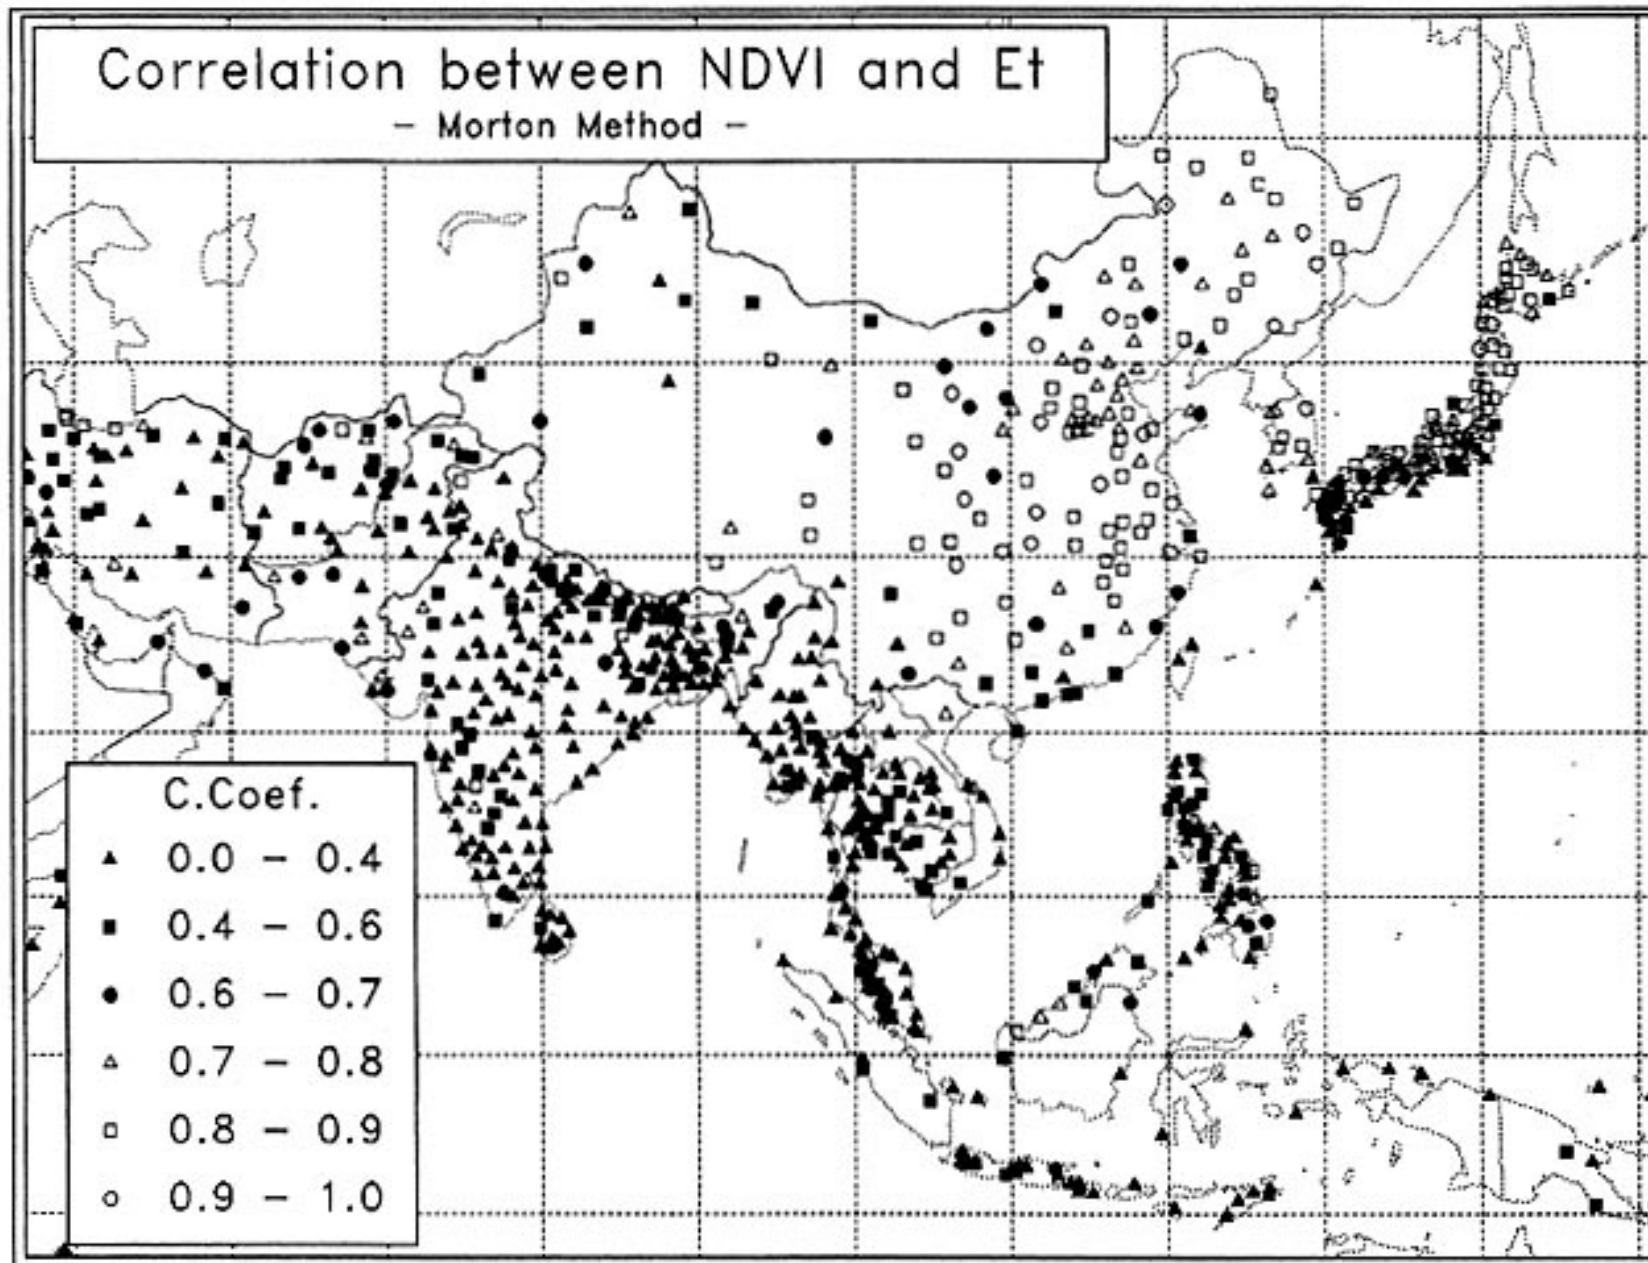 Correlation between NDVI and Et
– Morton Method –
C.Coef.
0.0 – 0.4
0.4 – 0.6
0.6 – 0.7
0.7 – 0.8
0.8 – 0.9
0.9 – 1.0